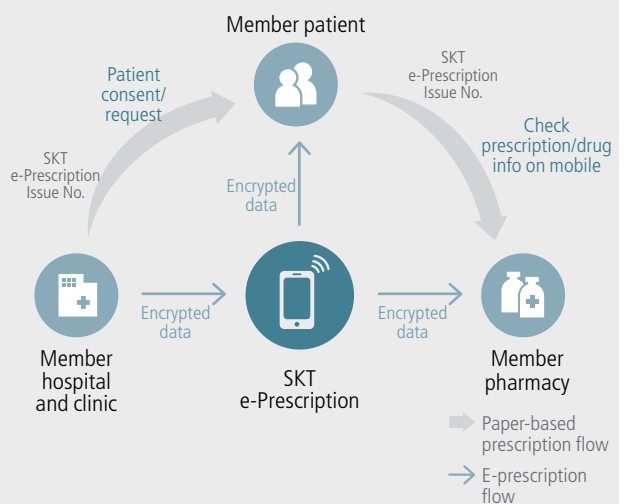 Member patient
Patient
consent/
request
SKT
e-Prescription
Issue No.
SKT
e-Prescription
Issue No.
Check
prescription/drug
info on mobile
Encrypted
data
Encrypted
data
Encrypted
data
Member
hospital
and clinic
SKT
e-Prescription
Member
pharmacy
Paper-based
prescription flow
E-prescription
flow